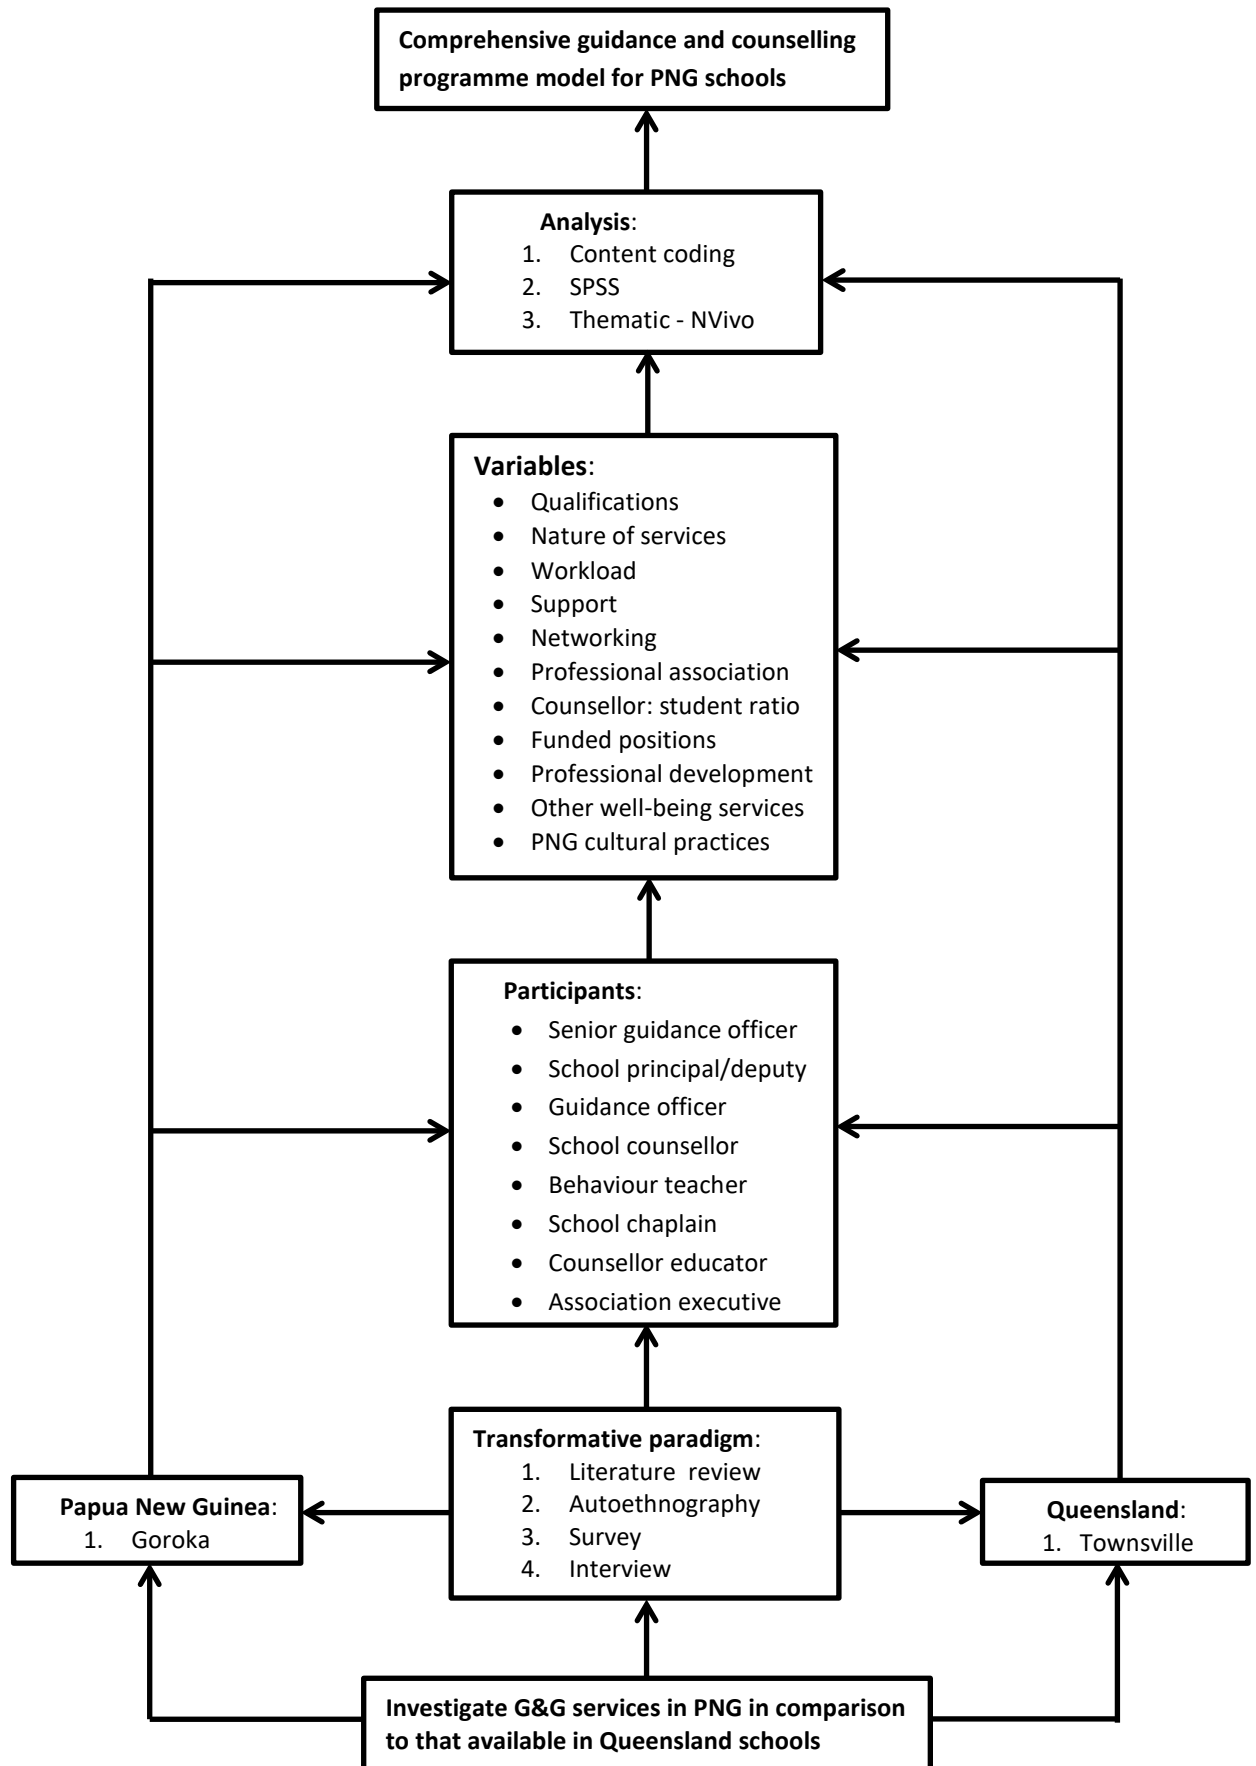 Comprehensive guidance and counselling
programme model for PNG schools
Analysis:
1. Content coding
2. SPSS
3. Thematic - NVivo
Variables:
• Qualifications
• Nature of services
• Workload
• Support
• Networking
• Professional association
• Counsellor: student ratio
• Funded positions
• Professional development
• Other well-being services
• PNG cultural practices
Participants:
• Senior guidance officer
• School principal/deputy
• Guidance officer
• School counsellor
• Behaviour teacher
• School chaplain
• Counsellor educator
• Association executive
Transformative paradigm:
1. Literature review
2. Autoethnography
3. Survey
4. Interview
Papua New Guinea:
1. Goroka
Queensland:
1. Townsville
Investigate G&G services in PNG in comparison
to that available in Queensland schools